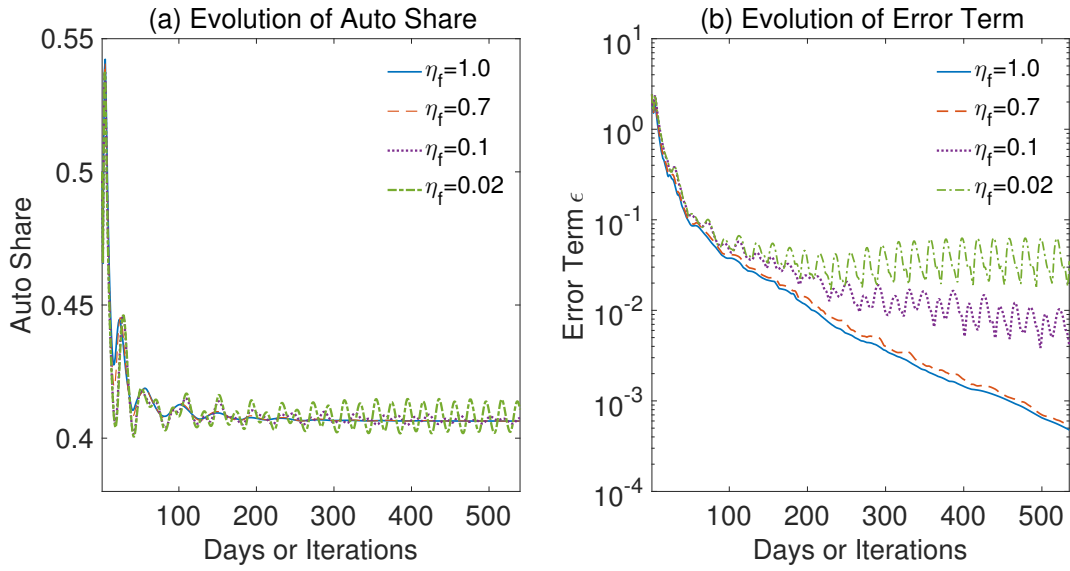 (a) Evolution of Auto Share
0.55
0.5
0.45
0.4
Auto Share
η_f=1.0
η_f=0.7
η_f=0.1
η_f=0.02
100 200 300 400 500
Days or Iterations
(b) Evolution of Error Term
10^1
10^0
10^-1
10^-2
10^-3
10^-4
Error Term ϵ
η_f=1.0
η_f=0.7
η_f=0.1
η_f=0.02
100 200 300 400 500
Days or Iterations